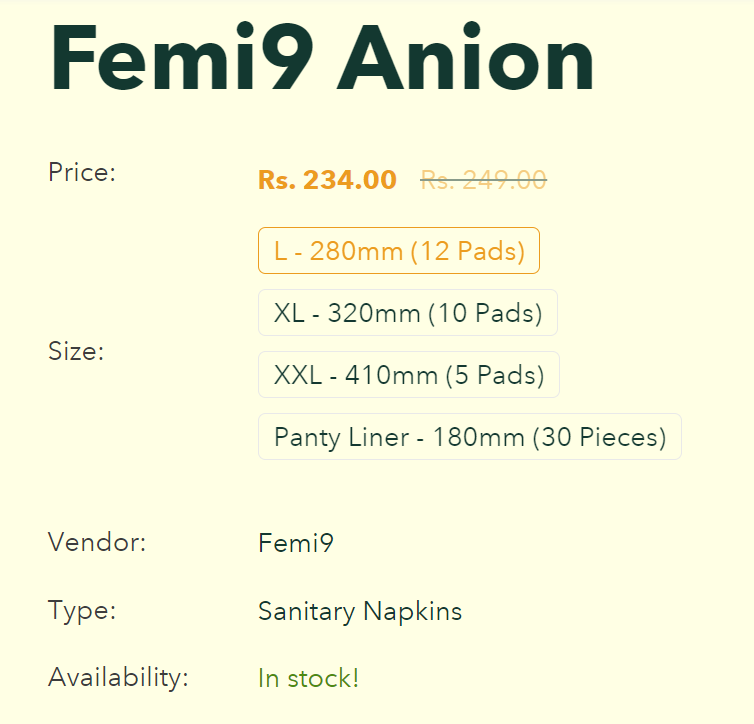 Femi9 Anion
Price:
Rs. 234.00 Rs. 249.00
L - 280mm (12 Pads)
XL - 320mm (10 Pads)
Size:
XXL - 410mm (5 Pads)
Panty Liner - 180mm (30 Pieces)
Vendor:
Femi9
Type:
Sanitary Napkins
Availability:
In stock!